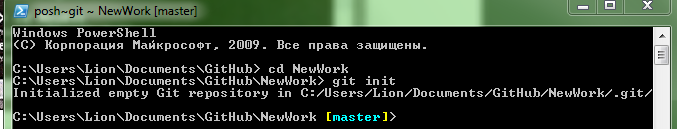 posh~git ~ NewWork [master]
Windows PowerShell
(C) Корпорация Майкрософт, 2009. Все права защищены.
C:\Users\Lion\Documents\GitHub> cd NewWork
C:\Users\Lion\Documents\GitHub\NewWork> git init
Initialized empty Git repository in C:/Users/Lion/Documents/GitHub/NewWork/.git/
C:\Users\Lion\Documents\GitHub\NewWork [master]>